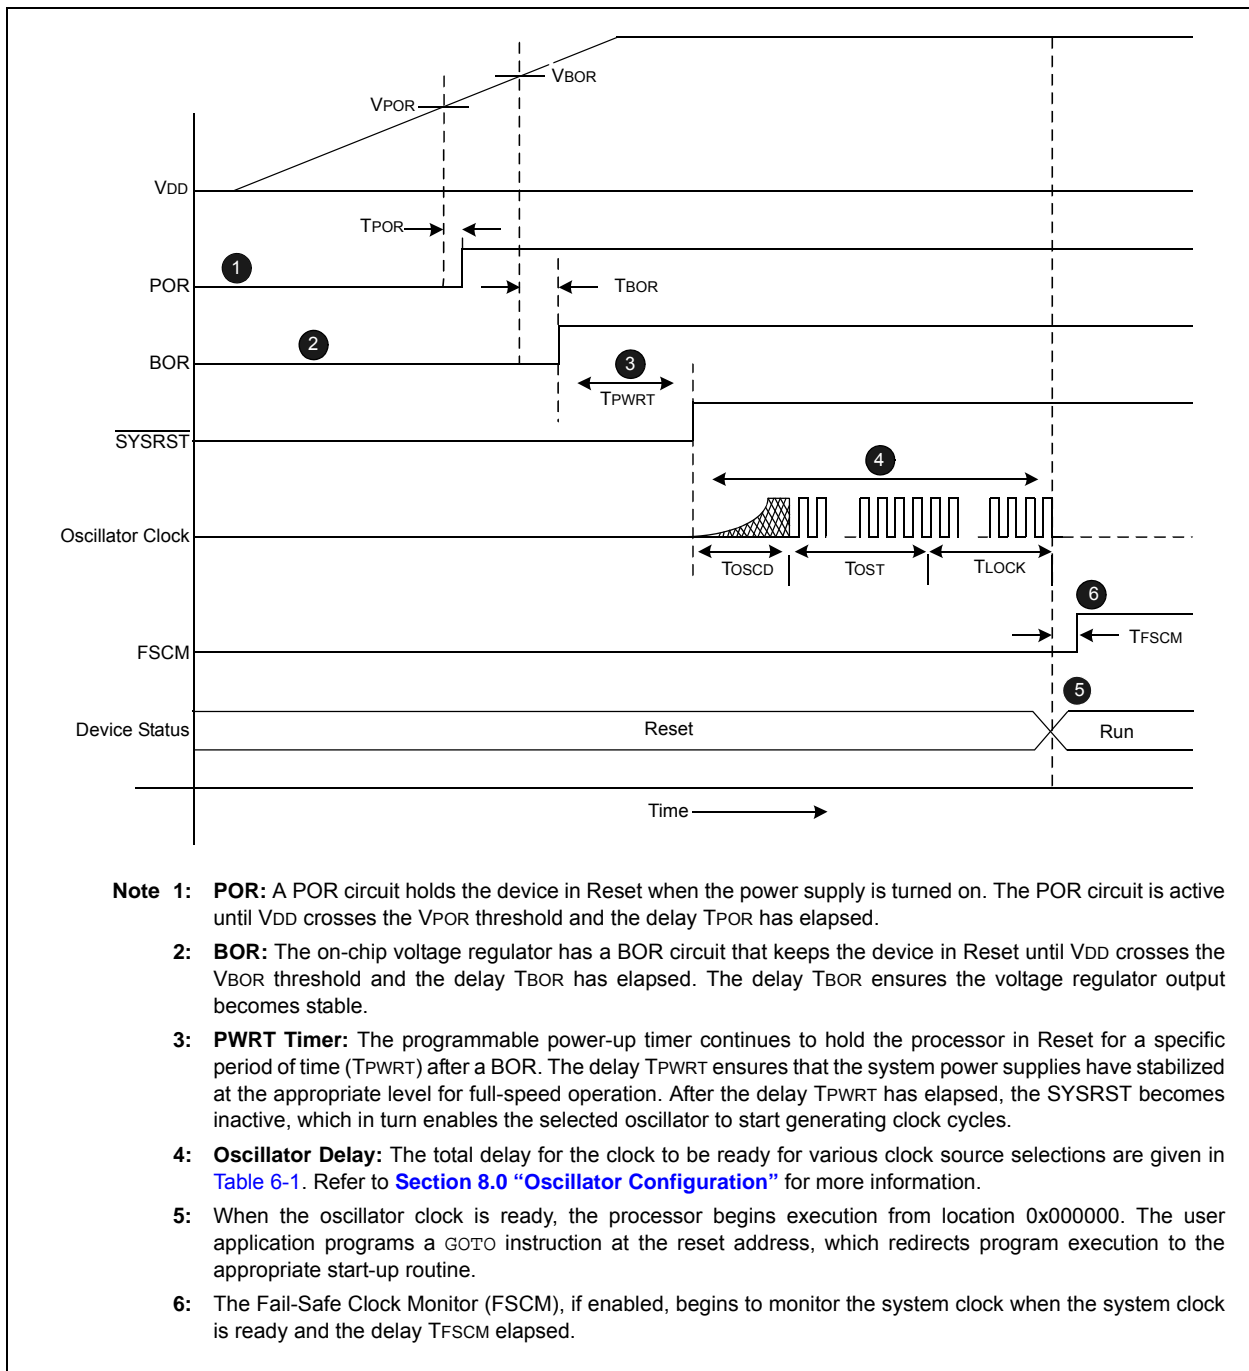 VBOR
VPOR
VDD
TPOR
1
POR
TBOR
2
BOR
3
TPWRT
SYSRST
4
Oscillator Clock
TOSCD
TOST
TLOCK
6
FSCM
TFSCM
5
Device Status
Reset
Run
Time
Note 1: POR: A POR circuit holds the device in Reset when the power supply is turned on. The POR circuit is active
until VDD crosses the VPOR threshold and the delay TPOR has elapsed.
2: BOR: The on-chip voltage regulator has a BOR circuit that keeps the device in Reset until VDD crosses the
VBOR threshold and the delay TBOR has elapsed. The delay TBOR ensures the voltage regulator output
becomes stable.
3: PWRT Timer: The programmable power-up timer continues to hold the processor in Reset for a specific
period of time (TPWRT) after a BOR. The delay TPWRT ensures that the system power supplies have stabilized
at the appropriate level for full-speed operation. After the delay TPWRT has elapsed, the SYSRST becomes
inactive, which in turn enables the selected oscillator to start generating clock cycles.
4: Oscillator Delay: The total delay for the clock to be ready for various clock source selections are given in
Table 6-1. Refer to Section 8.0 “Oscillator Configuration” for more information.
5: When the oscillator clock is ready, the processor begins execution from location 0x000000. The user
application programs a GOTO instruction at the reset address, which redirects program execution to the
appropriate start-up routine.
6: The Fail-Safe Clock Monitor (FSCM), if enabled, begins to monitor the system clock when the system clock
is ready and the delay TFSCM elapsed.